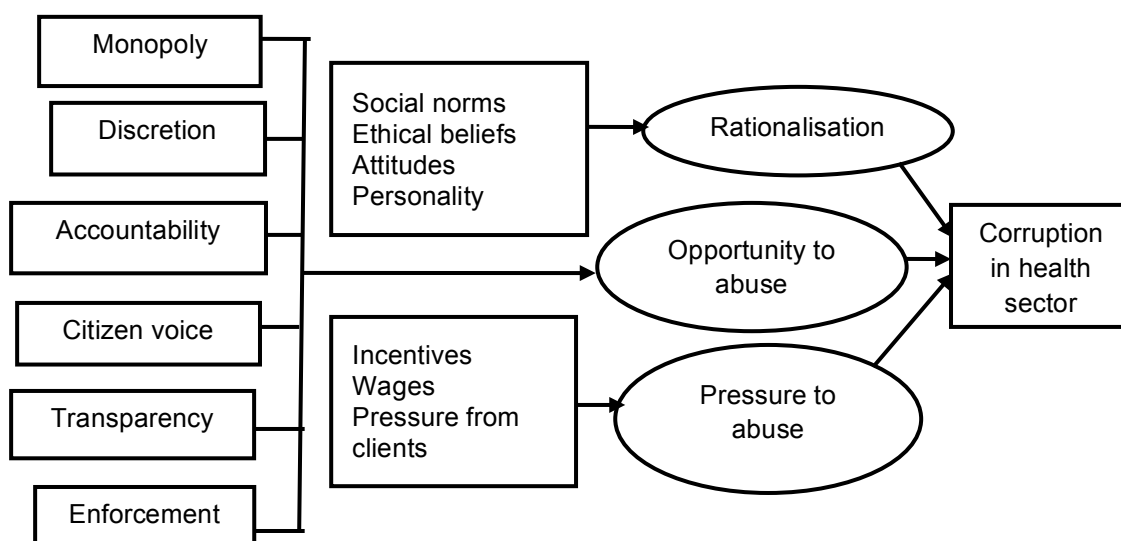 Monopoly
Discretion
Accountability
Citizen voice
Transparency
Enforcement
Social norms
Ethical beliefs
Attitudes
Personality
Incentives
Wages
Pressure from
clients
Rationalisation
Opportunity to
abuse
Pressure to
abuse
Corruption
in health
sector